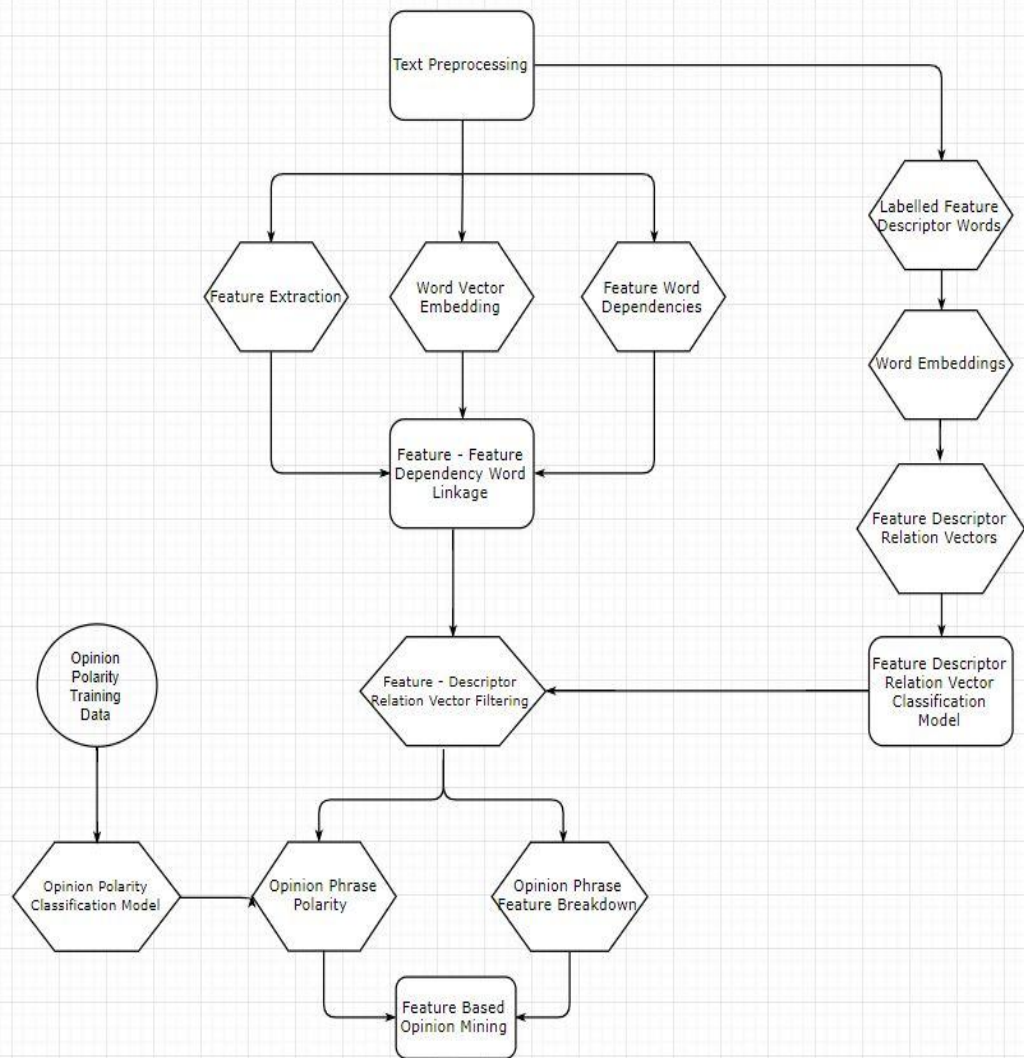 Text Preprocessing
Labelled Feature
Descriptor Words
Feature Extraction
Word Vector
Embedding
Feature Word
Dependencies
Word Embeddings
Feature - Feature
Dependency Word
Linkage
Feature Descriptor
Relation Vectors
Opinion
Polarity
Training
Data
Feature - Descriptor
Relation Vector Filtering
Feature Descriptor
Relation Vector
Classification
Model
Opinion Polarity
Classification Model
Opinion Phrase
Polarity
Opinion Phrase
Feature Breakdown
Feature Based
Opinion Mining